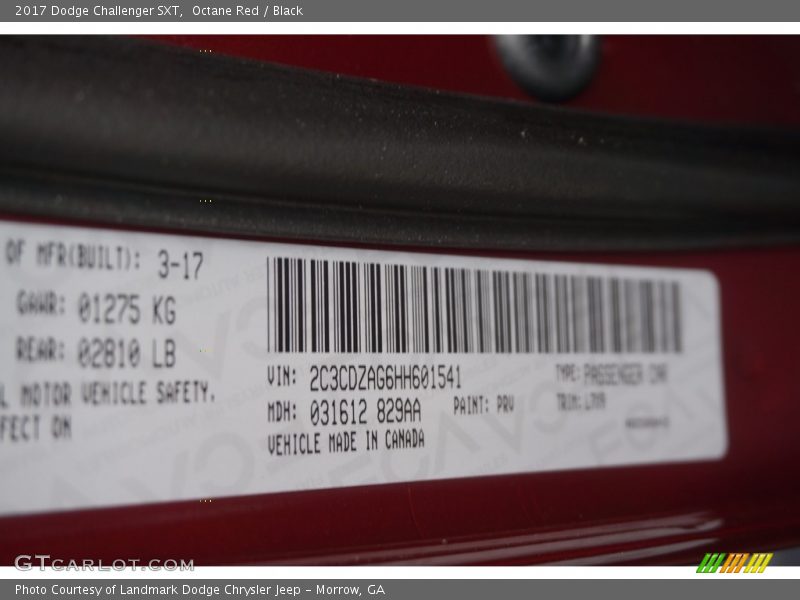 2017 Dodge Challenger SXT, Octane Red / Black
OF MFR(BUILT): 3-17
GAWR: 01275 KG
REAR: 02810 LB
L MOTOR VEHICLE SAFETY.
FECT ON
VIN: 2C3CDZAG6HH601541
TYPE: PASSENGER CAR
MDH: 031612 829AA
PAINT: PRV
TRIM:
VEHICLE MADE IN CANADA
GTCARLOT.COM
Photo Courtesy of Landmark Dodge Chrysler Jeep – Morrow, GA